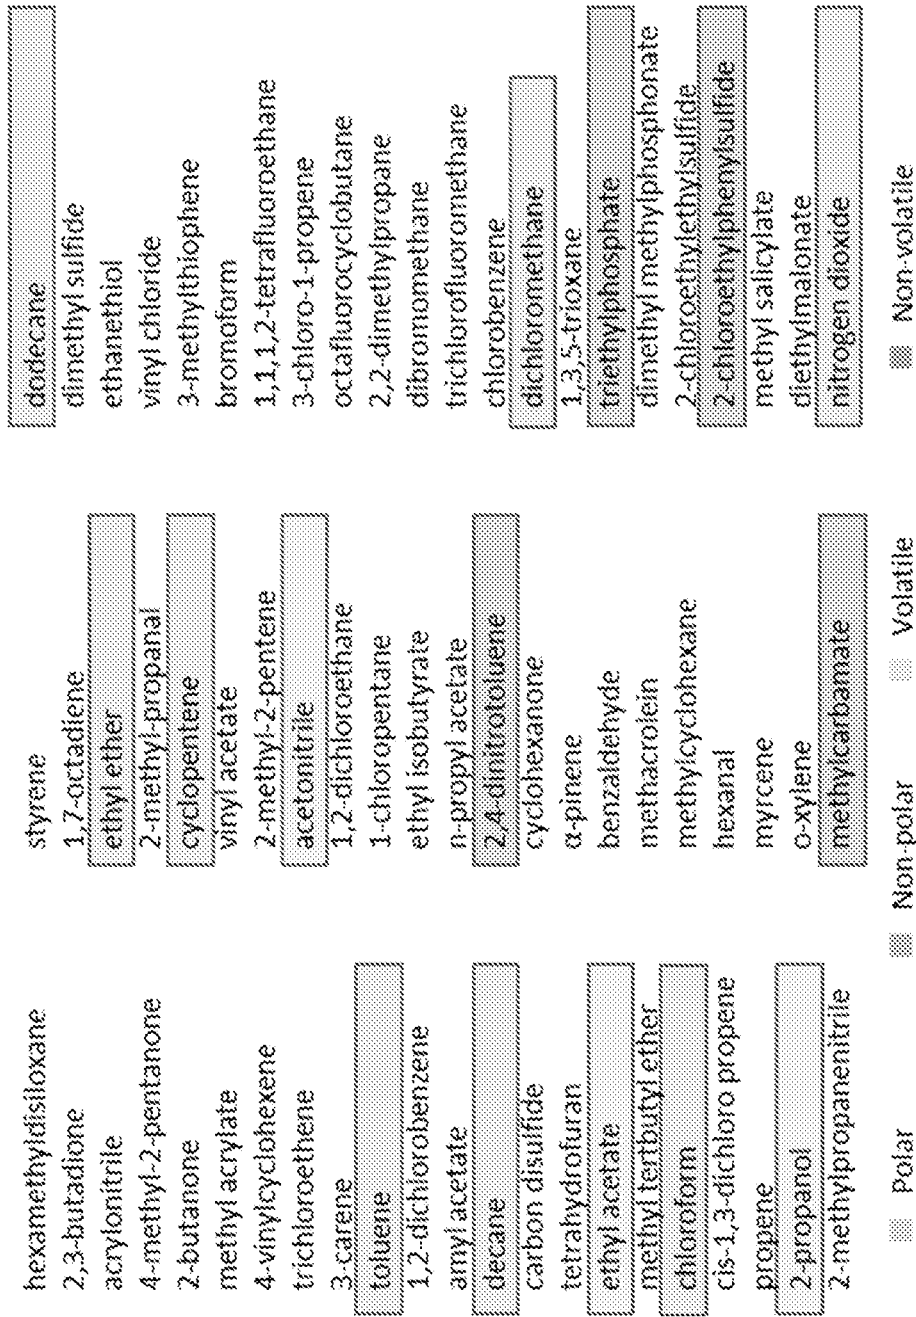 hexamethyldisiloxane
2,3-butadione
acrylonitrile
4-methyl-2-pentanone
2-butanone
methyl acrylate
4-vinylcyclohexene
trichloroethene
3-carene
toluene
1,2-dichlorobenzene
amyl acetate
decane
carbon disulfide
tetrahydrofuran
ethyl acetate
methyl tertbutyl ether
chloroform
cis-1,3-dichloro propene
propene
2-propanol
2-methylpropanenitrile
styrene
1,7-octadiene
ethyl ether
2-methyl-propanal
cyclopentene
vinyl acetate
2-methyl-2-pentene
acetonitrile
1,2-dichloroethane
1-chloropentane
ethyl isobutyrate
n-propyl acetate
2,4-dinitrotoluene
cyclohexanone
α-pinene
benzaldehyde
methacrolein
methylcyclohexane
hexanal
myrcene
o-xylene
methylcarbamate
dodecane
dimethyl sulfide
ethanethiol
vinyl chloride
3-methylthiophene
bromoform
1,1,1,2-tetrafluoroethane
3-chloro-1-propene
octafluorocyclobutane
2,2-dimethylpropane
dibromomethane
trichlorofluoromethane
chlorobenzene
dichloromethane
1,3,5-trioxane
triethylphosphate
dimethyl methylphosphonate
2-chloroethylethylsulfide
2-chloroethylphenylsulfide
methyl salicylate
diethylmalonate
nitrogen dioxide
Polar
Non-polar
Volatile
Non-volatile